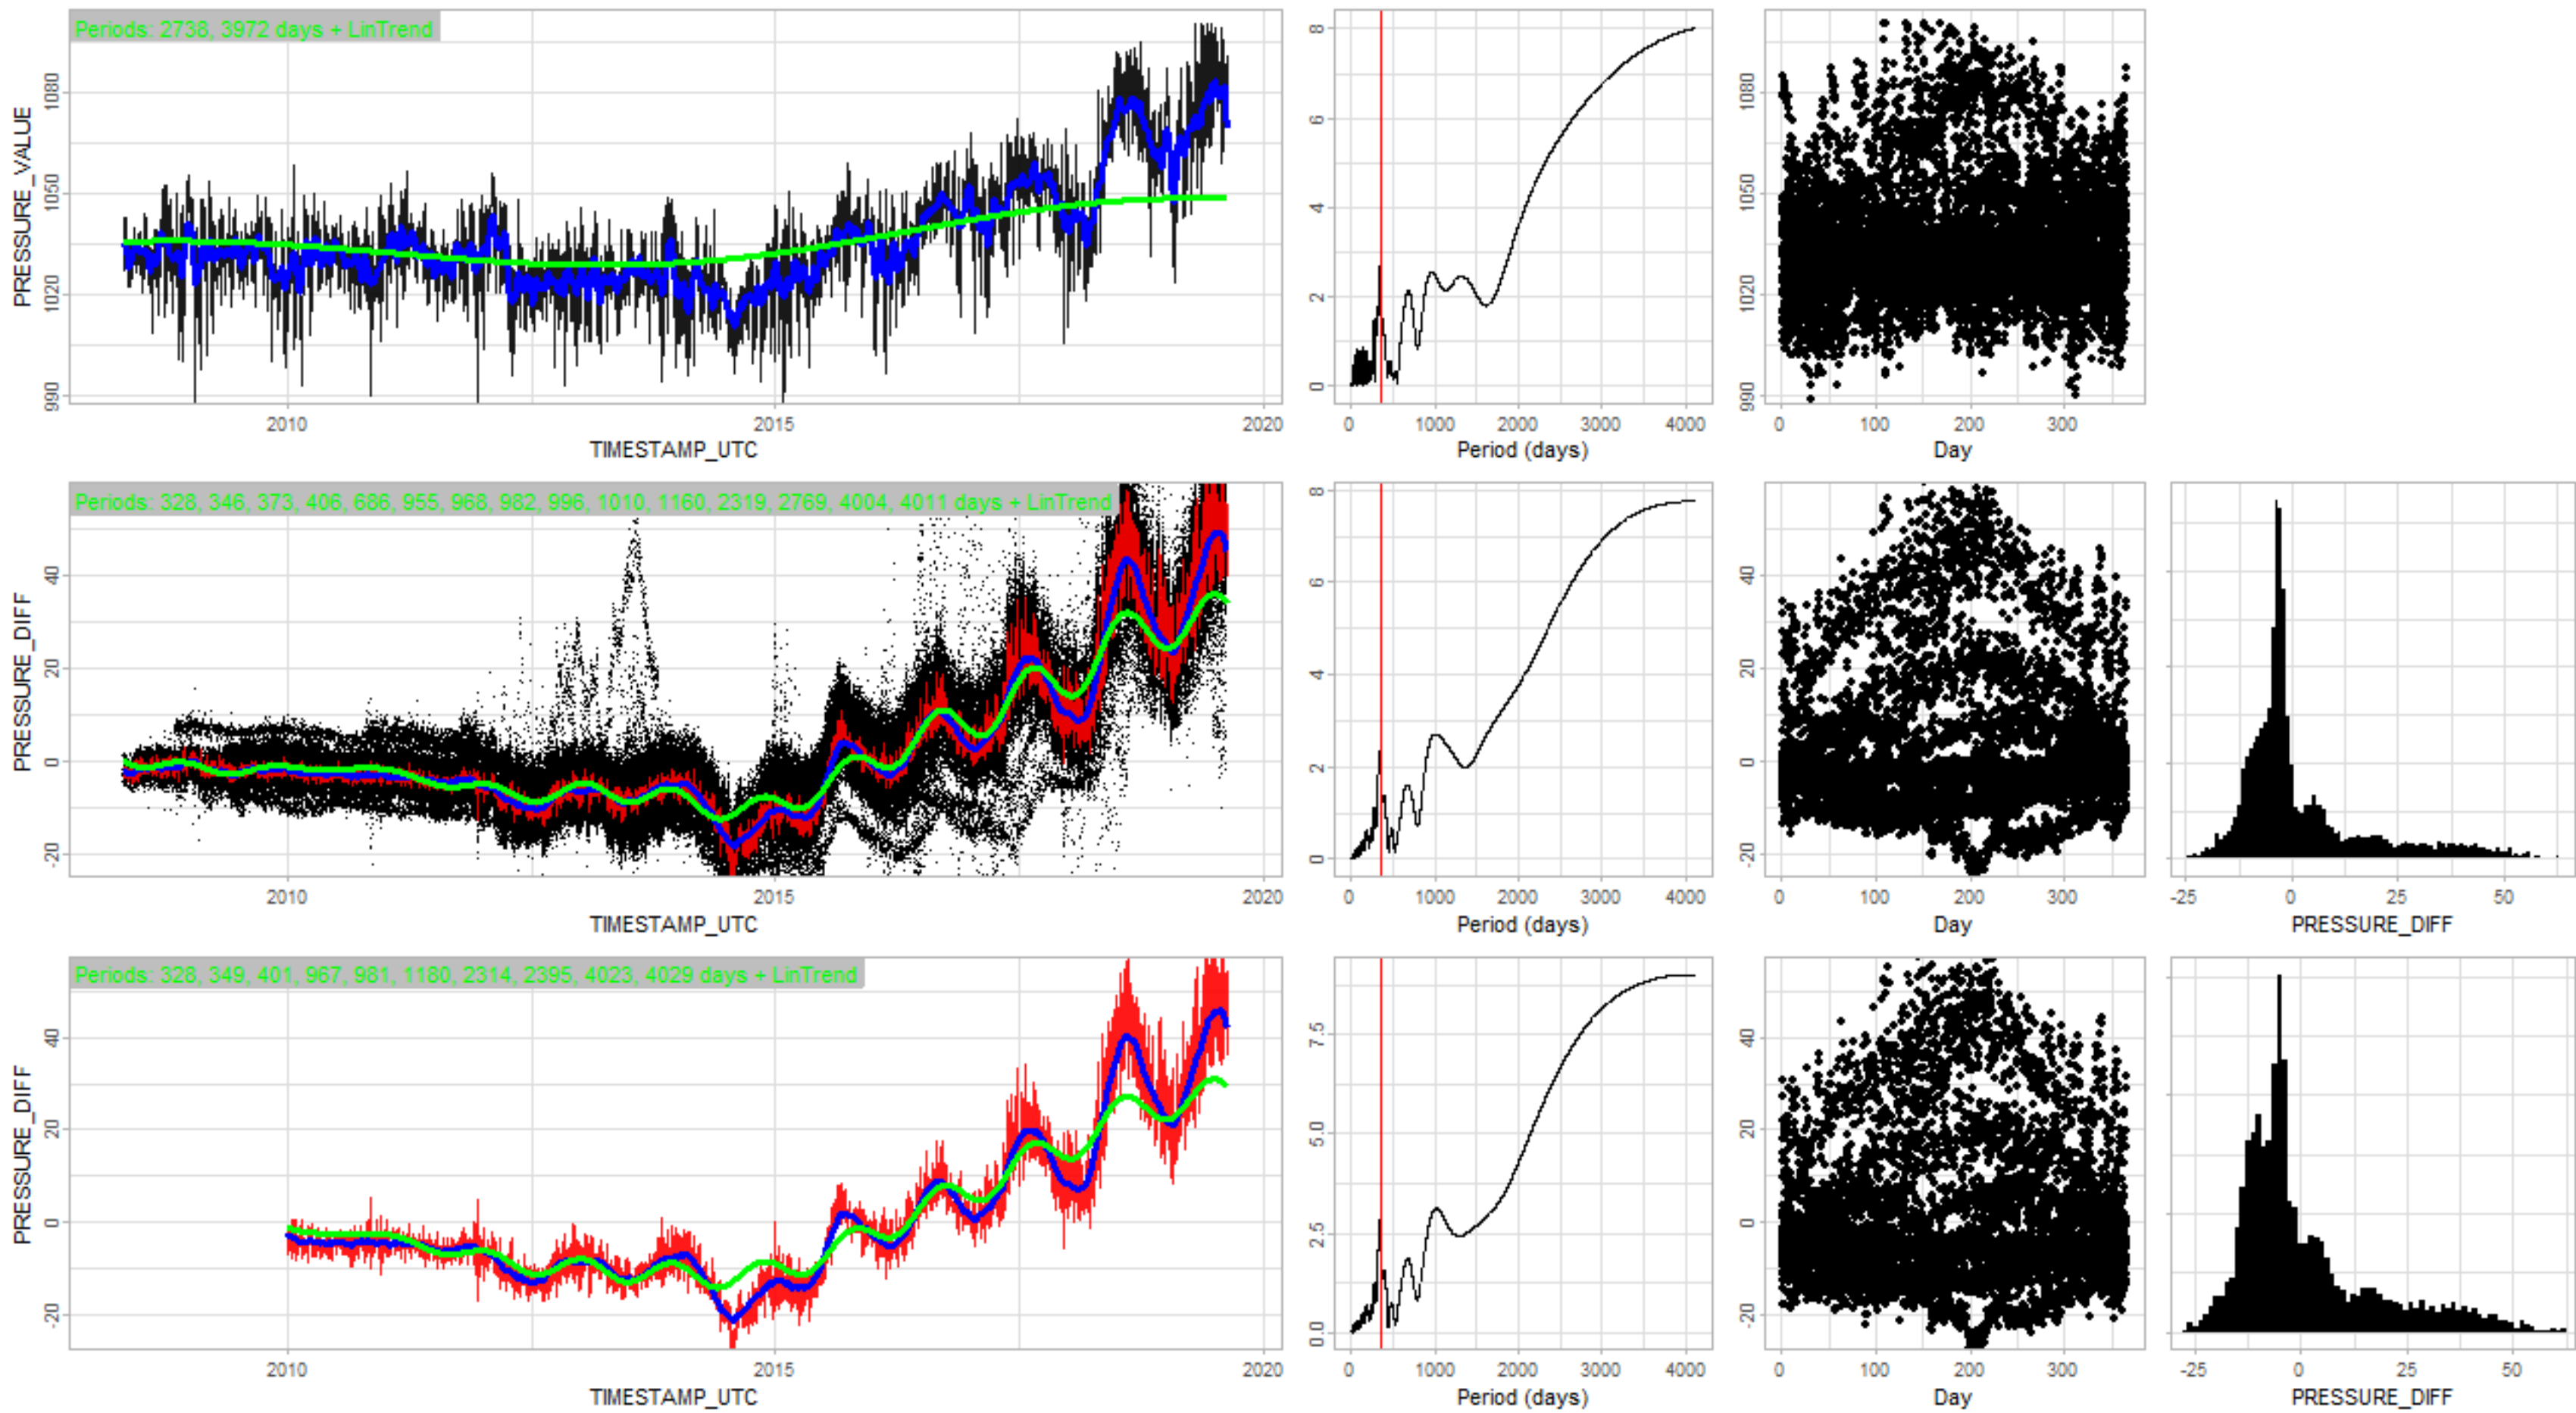 Periods: 2738, 3972 days + LinTrend
PRESSURE_VALUE
1080
1050
1020
990
2010 2015 2020
TIMESTAMP_UTC
8
6
4
2
0
0 1000 2000 3000 4000
Period (days)
1080
1050
1020
990
0 100 200 300
Day
Periods: 328, 346, 373, 406, 686, 955, 968, 982, 996, 1010, 1160, 2319, 2769, 4004, 4011 days + LinTrend
PRESSURE_DIFF
40
20
0
-20
2010 2015 2020
TIMESTAMP_UTC
8
6
4
2
0
0 1000 2000 3000 4000
Period (days)
40
20
0
-20
0 100 200 300
Day
-25 0 25 50
PRESSURE_DIFF
Periods: 328, 349, 401, 967, 981, 1180, 2314, 2395, 4023, 4029 days + LinTrend
PRESSURE_DIFF
40
20
0
-20
2010 2015 2020
TIMESTAMP_UTC
7.5
5.0
2.5
0.0
0 1000 2000 3000 4000
Period (days)
40
20
0
-20
0 100 200 300
Day
-25 0 25 50
PRESSURE_DIFF